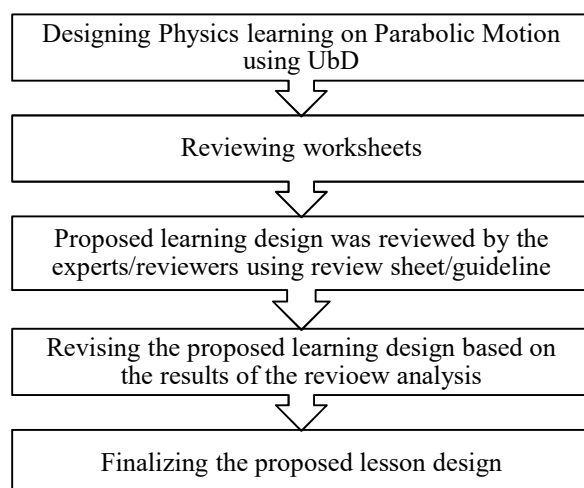 Designing Physics learning on Parabolic Motion
using UbD
Reviewing worksheets
Proposed learning design was reviewed by the
experts/reviewers using review sheet/guideline
Revising the proposed learning design based on
the results of the revioew analysis
Finalizing the proposed lesson design